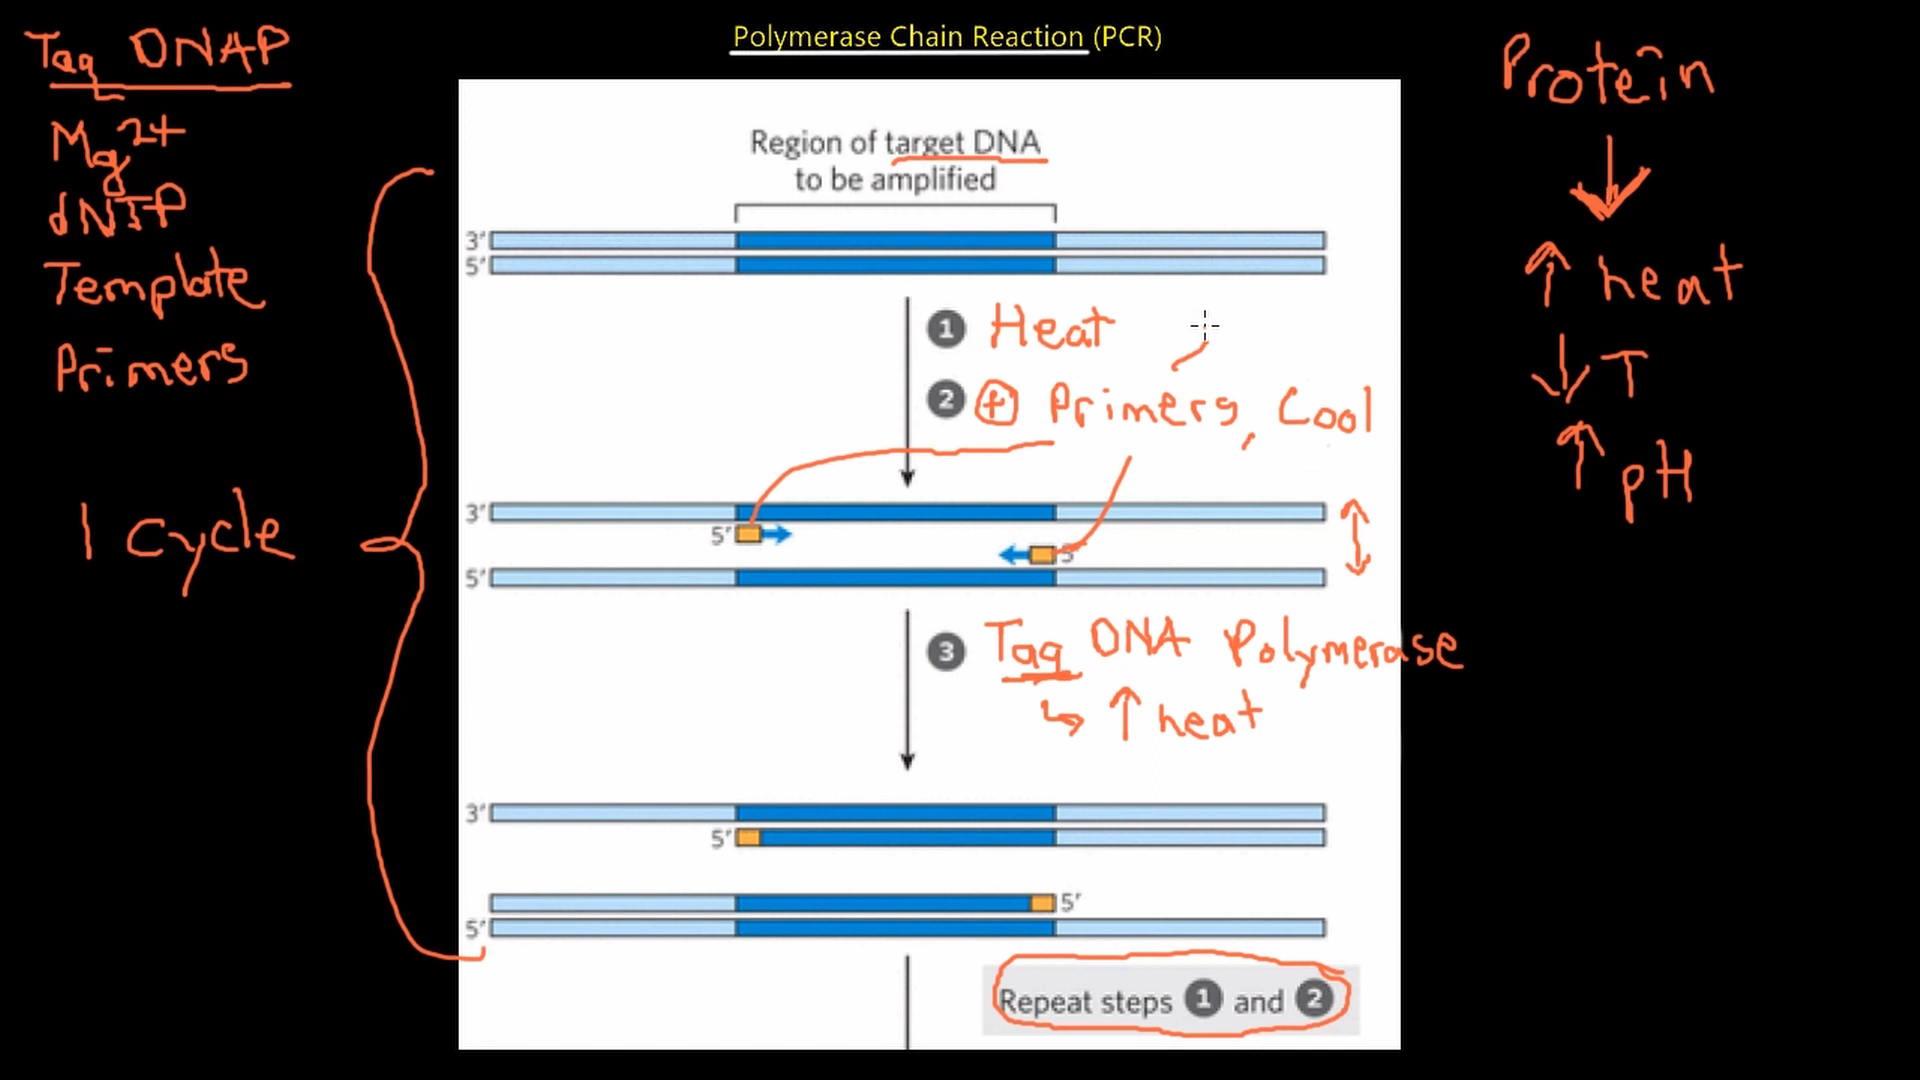 Polymerase Chain Reaction (PCR)
Taq DNAP
Mg2+
dNTP
Template
Primers
1 cycle
Region of target DNA
to be amplified
3′
5′
1 Heat
2 + Primers, Cool
3′
5′
5′
5′
3 Taq DNA Polymerase
↳ ↑ heat
3′
5′
5′
5′
Repeat steps 1 and 2
Protein
↓
↑ heat
↓ T
↑ pH